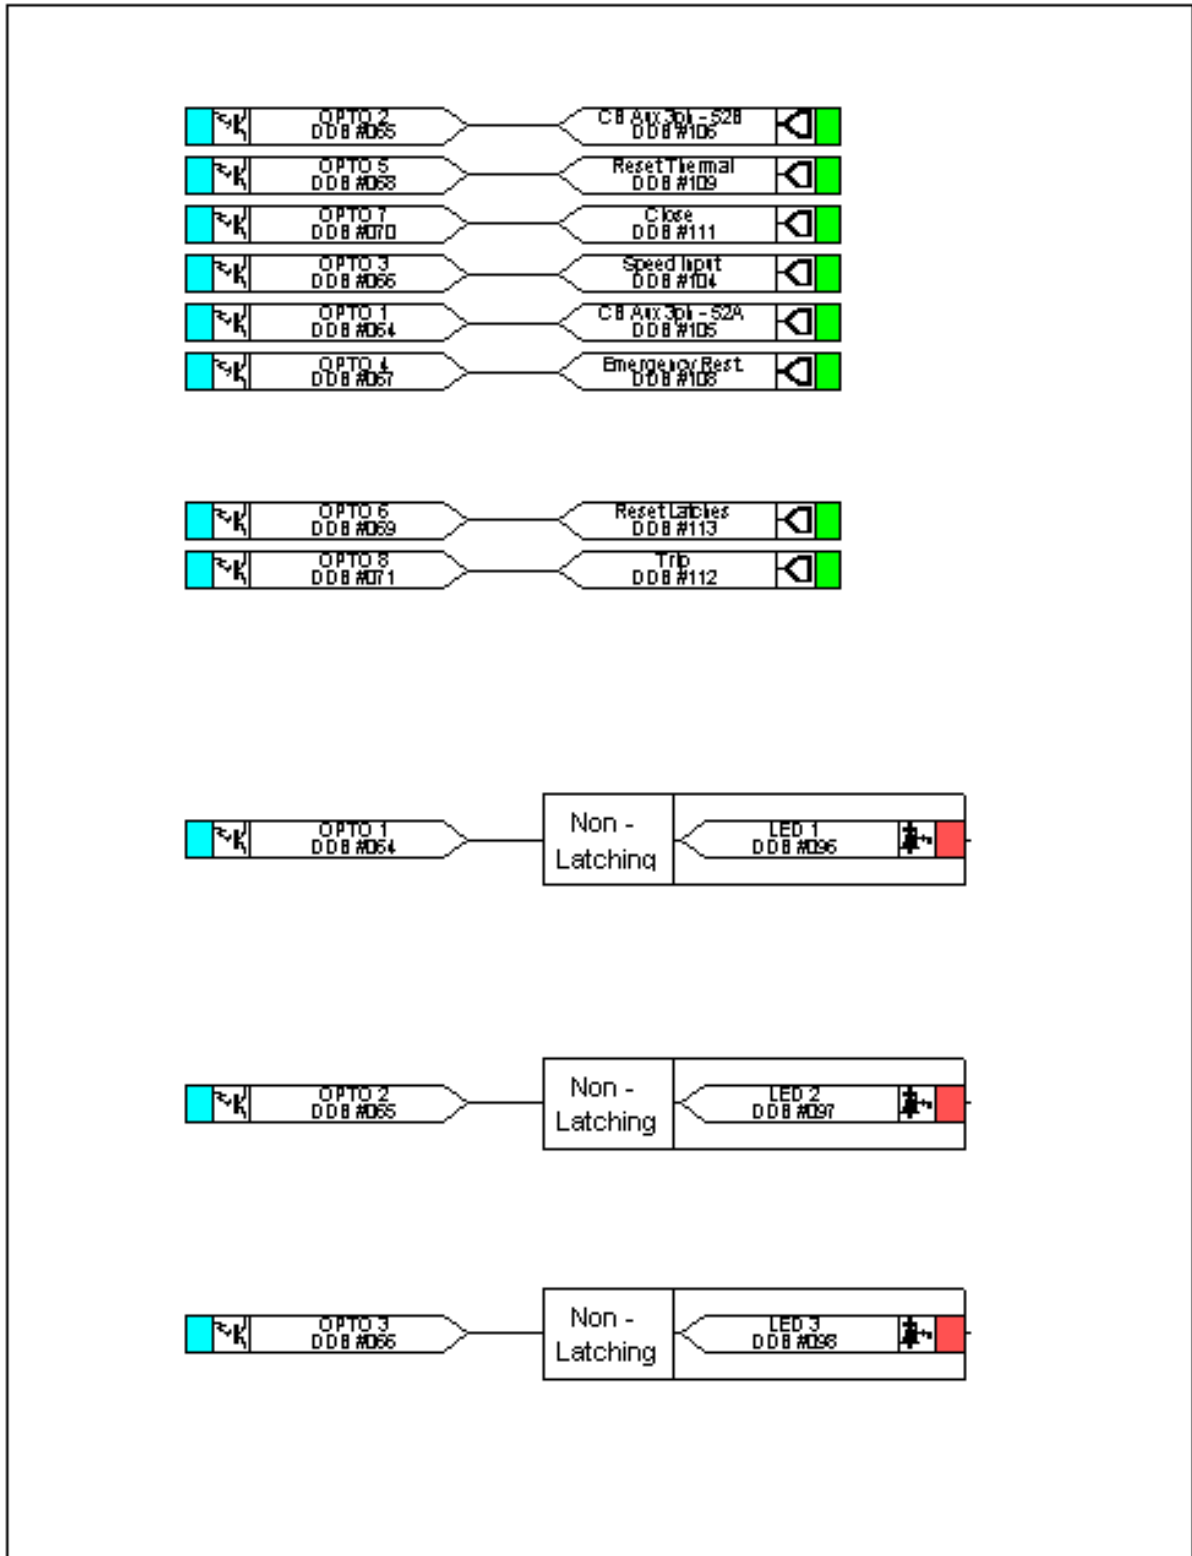 OPTO 2
DDB #065
CB Aux 3ph - 52B
DDB #106
OPTO 5
DDB #068
Reset Thermal
DDB #109
OPTO 7
DDB #070
Close
DDB #111
OPTO 3
DDB #066
Speed Input
DDB #104
OPTO 1
DDB #064
CB Aux 3ph - 52A
DDB #105
OPTO 4
DDB #067
Emergency Rest.
DDB #108
OPTO 6
DDB #069
Reset Latches
DDB #113
OPTO 8
DDB #071
Trip
DDB #112
OPTO 1
DDB #064
Non -
Latching
LED 1
DDB #096
OPTO 2
DDB #065
Non -
Latching
LED 2
DDB #097
OPTO 3
DDB #066
Non -
Latching
LED 3
DDB #098